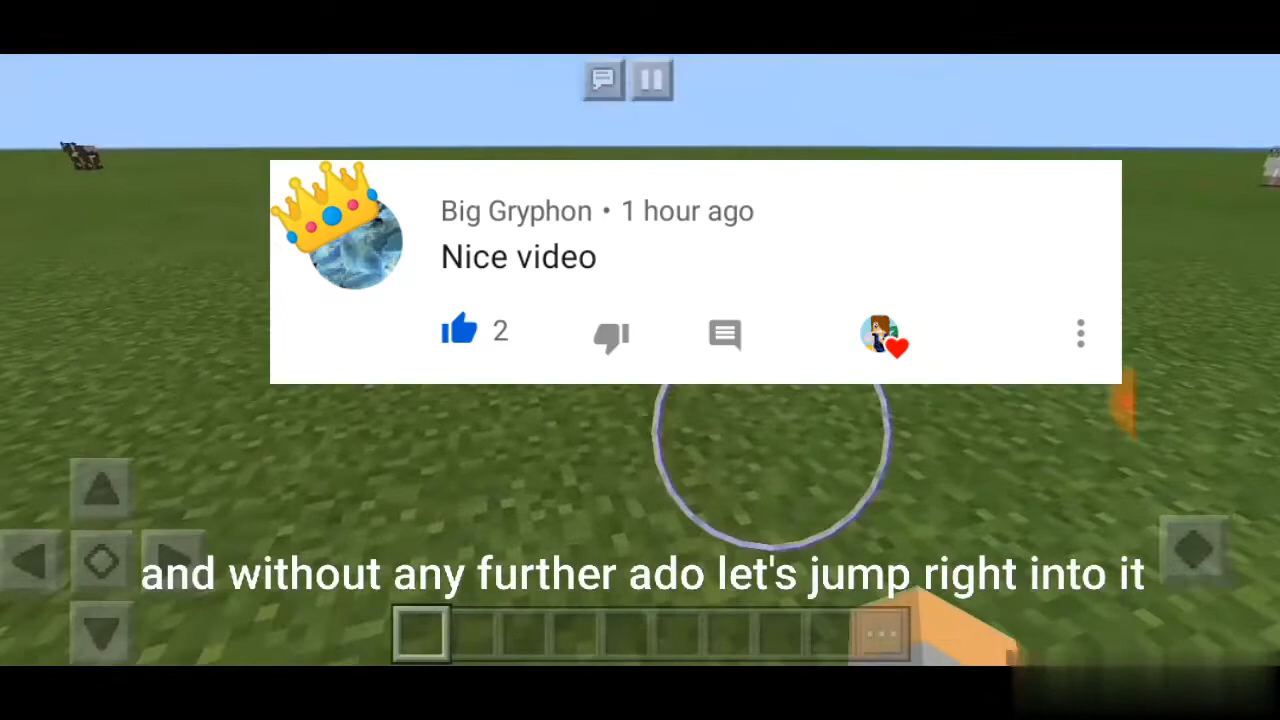 Big Gryphon • 1 hour ago
Nice video
2
and without any further ado let's jump right into it